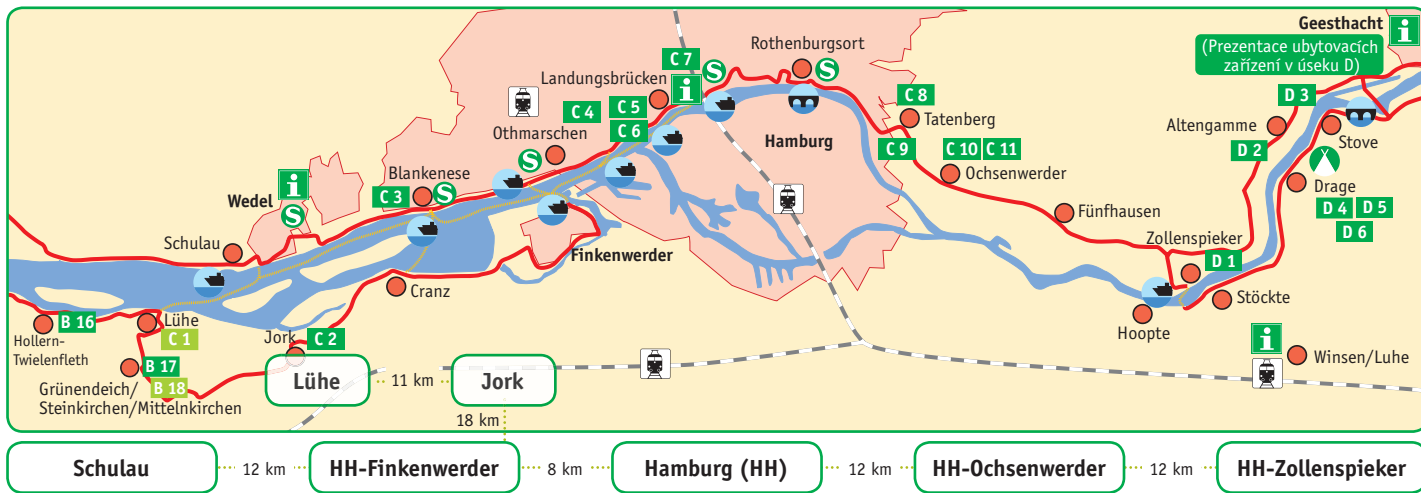 Geesthacht
i
(Prezentace ubytovacích
zařízení v úseku D)
Rothenburgsort
S
C 7
S
Landungsbrücken
i
C 4
C 5
C 6
Othmarschen
S
Hamburg
C 8
Tatenberg
C 9
C 10
C 11
Ochsenwerder
D 3
Altengamme
D 2
Stove
Drage
D 4
D 5
D 6
Blankenese
C 3
S
i
Wedel
S
Schulau
Fünfhausen
Zollenspieker
D 1
Finkenwerder
Cranz
Stöckte
Hoopte
B 16
Hollern-
Twielenfleth
Lühe
C 1
Jork
C 2
i
Winsen/Luhe
B 17
B 18
Grünendeich/
Steinkirchen/Mittelnkirchen
Lühe
11 km
Jork
18 km
Schulau
12 km
HH-Finkenwerder
8 km
Hamburg (HH)
12 km
HH-Ochsenwerder
12 km
HH-Zollenspieker